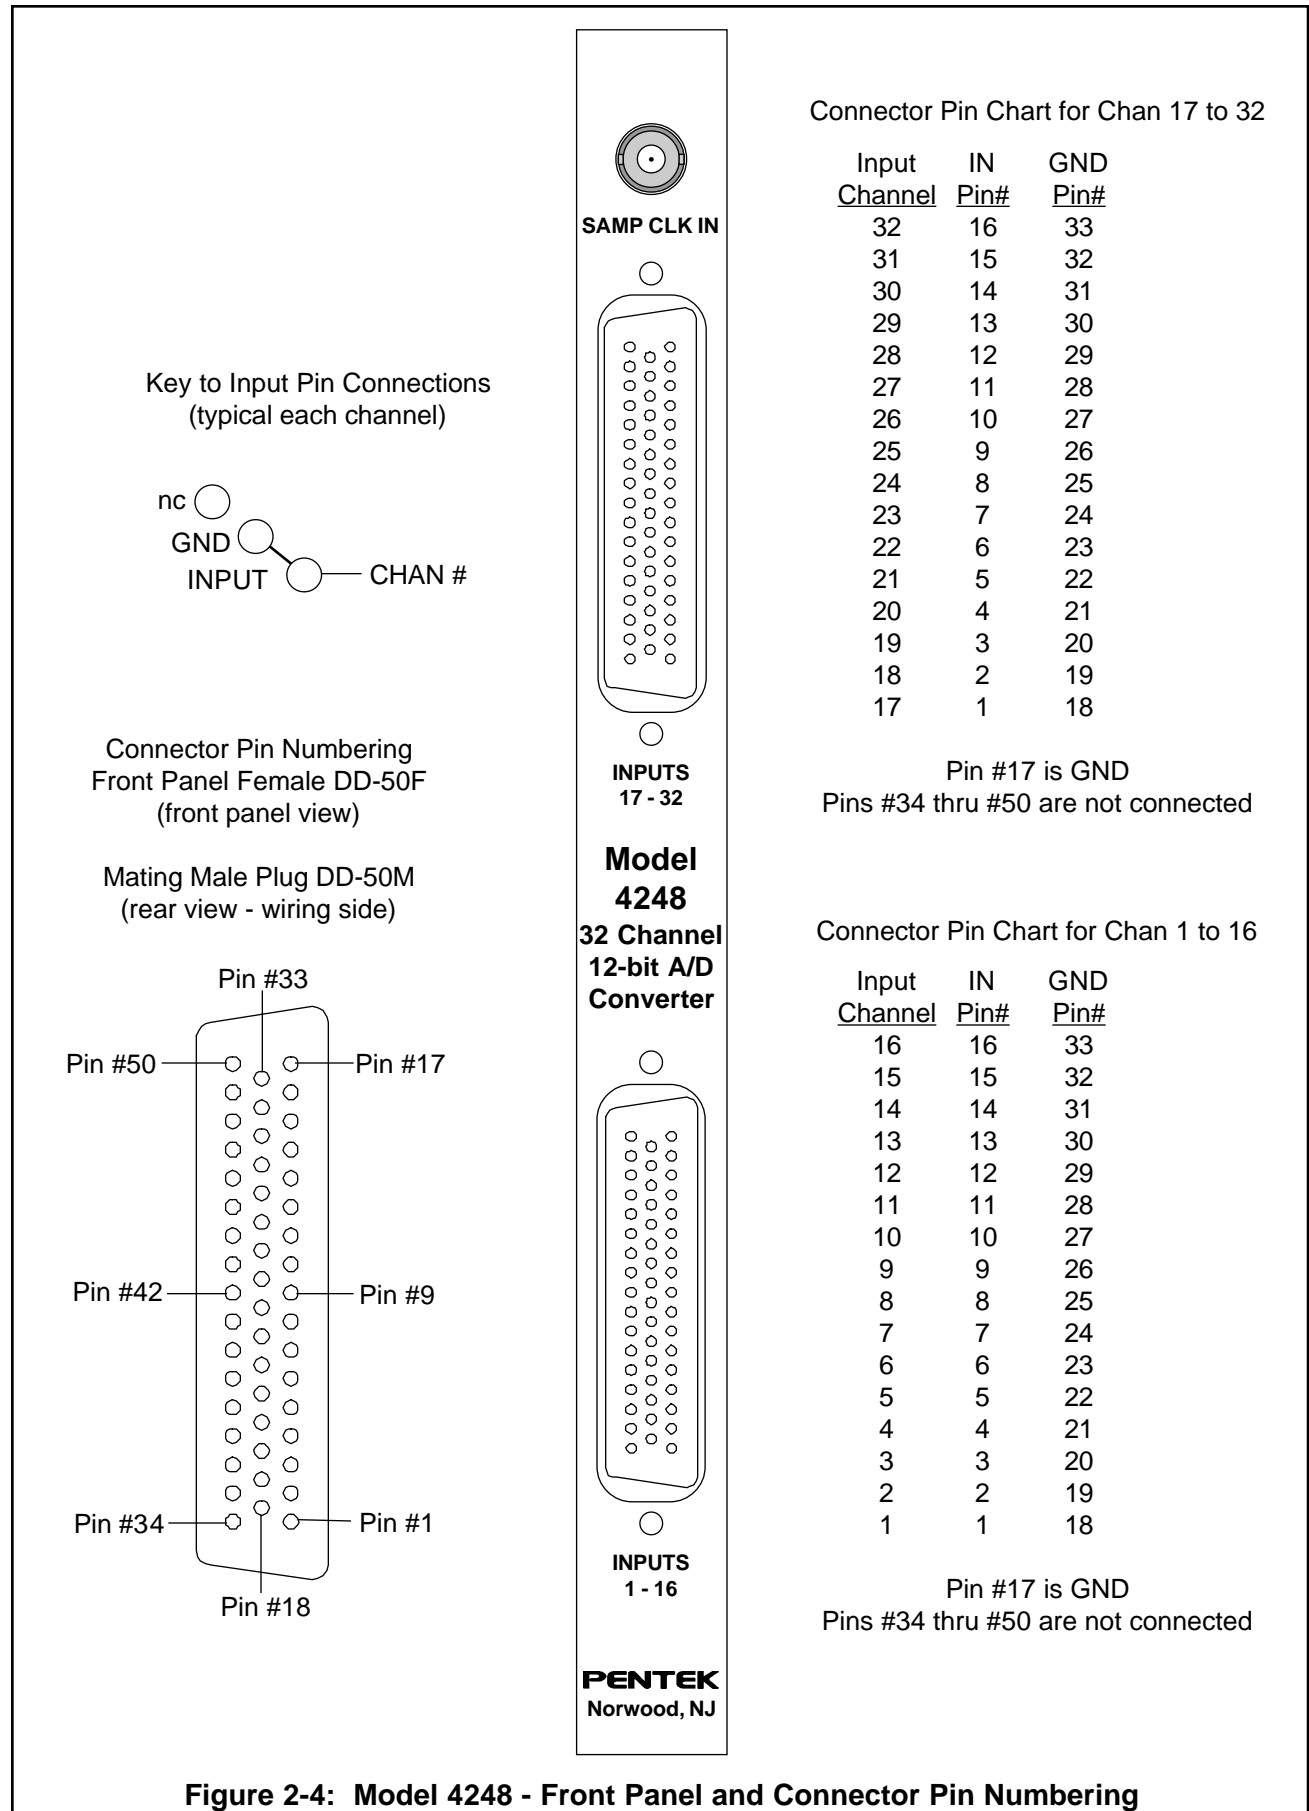 Connector Pin Chart for Chan 17 to 32
Input IN GND
Channel Pin# Pin#
32 16 33
31 15 32
30 14 31
29 13 30
28 12 29
27 11 28
26 10 27
25 9 26
24 8 25
23 7 24
22 6 23
21 5 22
20 4 21
19 3 20
18 2 19
17 1 18
Pin #17 is GND
Pins #34 thru #50 are not connected
SAMP CLK IN
INPUTS
17 - 32
Model
4248
32 Channel
12-bit A/D
Converter
INPUTS
1 - 16
PENTEK
Norwood, NJ
Key to Input Pin Connections
(typical each channel)
nc
GND
INPUT CHAN #
Connector Pin Numbering
Front Panel Female DD-50F
(front panel view)
Mating Male Plug DD-50M
(rear view - wiring side)
Pin #33
Pin #50 Pin #17
Pin #42 Pin #9
Pin #34 Pin #1
Pin #18
Connector Pin Chart for Chan 1 to 16
Input IN GND
Channel Pin# Pin#
16 16 33
15 15 32
14 14 31
13 13 30
12 12 29
11 11 28
10 10 27
9 9 26
8 8 25
7 7 24
6 6 23
5 5 22
4 4 21
3 3 20
2 2 19
1 1 18
Pin #17 is GND
Pins #34 thru #50 are not connected
Figure 2-4: Model 4248 - Front Panel and Connector Pin Numbering